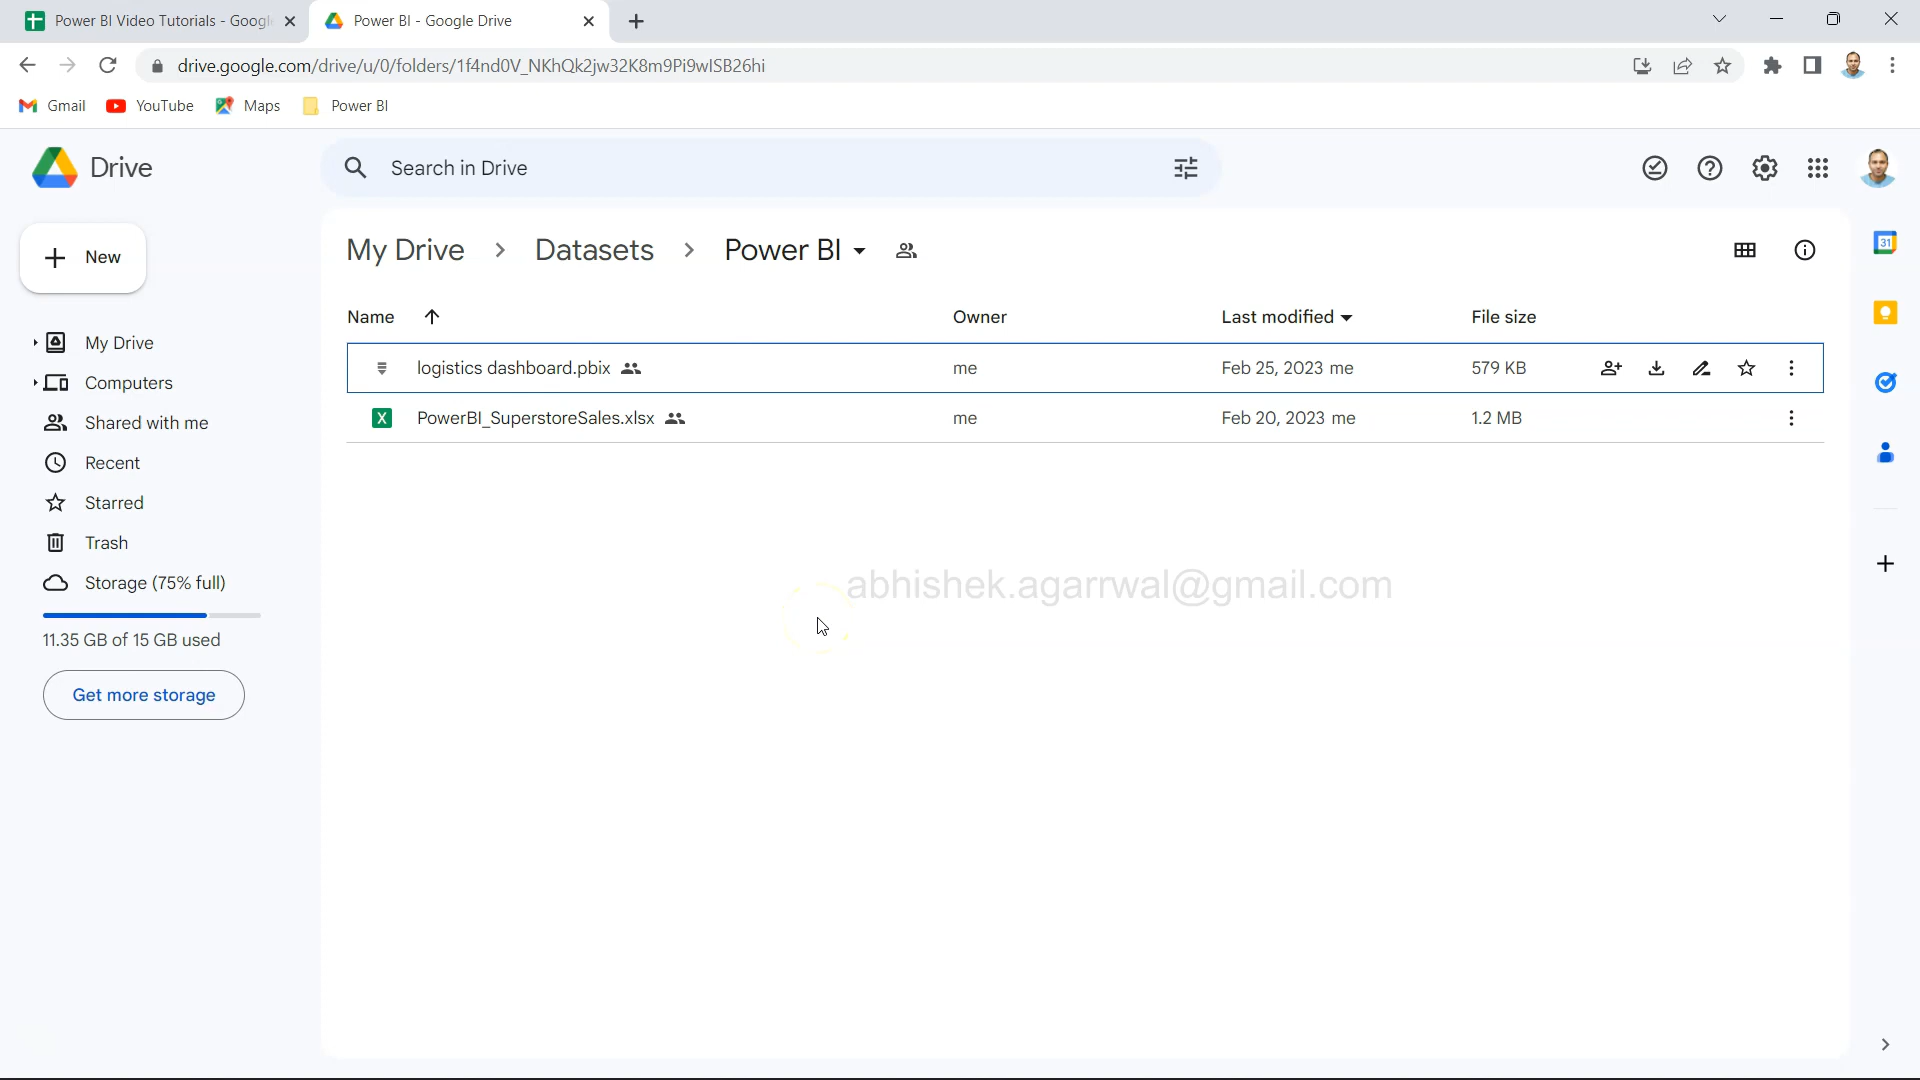 Power BI Video Tutorials - Googl
Power BI - Google Drive
drive.google.com/drive/u/0/folders/1f4nd0V_NKhQk2jw32K8m9Pi9wISB26hi
Gmail YouTube Maps Power BI
Drive
Search in Drive
New
My Drive > Datasets > Power BI
31
Name Owner Last modified File size
My Drive
logistics dashboard.pbix me Feb 25, 2023 me 579 KB
Computers
X PowerBI_SuperstoreSales.xlsx me Feb 20, 2023 me 1.2 MB
Shared with me
Recent
Starred
Trash
Storage (75% full)
abhishek.agarrwal@gmail.com
11.35 GB of 15 GB used
Get more storage